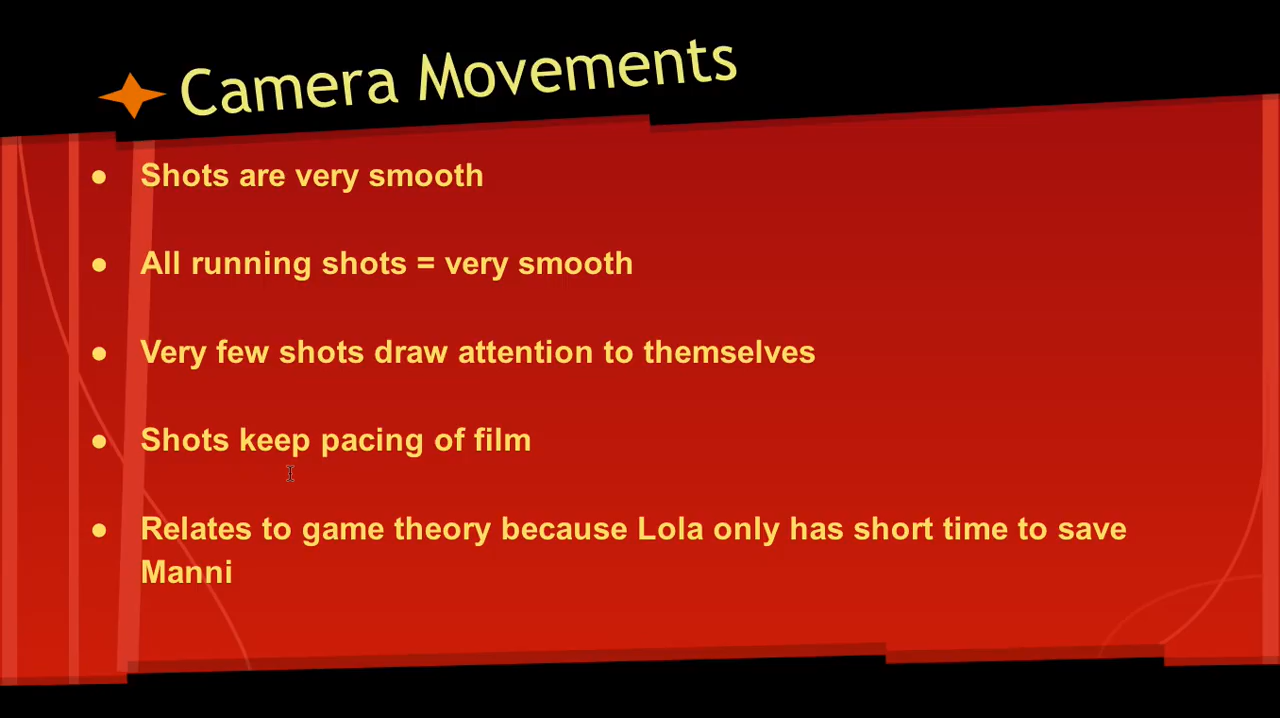 Camera Movements
● Shots are very smooth
● All running shots = very smooth
● Very few shots draw attention to themselves
● Shots keep pacing of film
● Relates to game theory because Lola only has short time to save
Manni